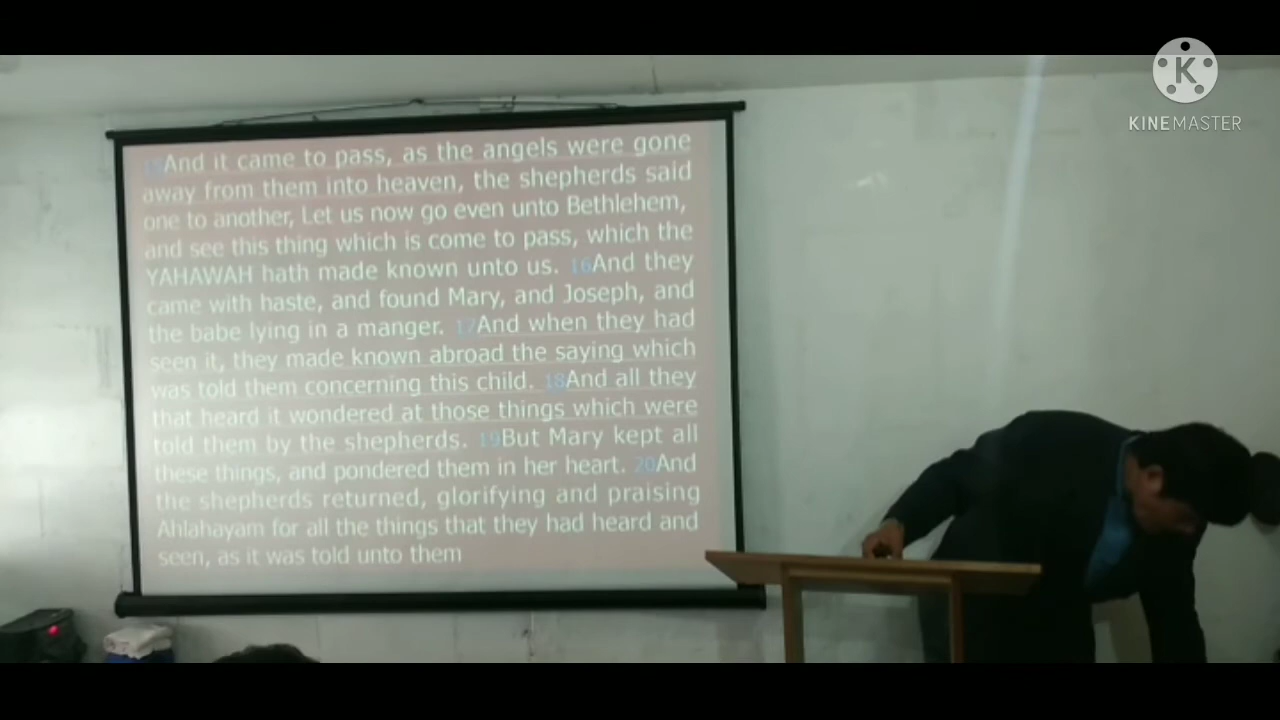 15And it came to pass, as the angels were gone
away from them into heaven, the shepherds said
one to another, Let us now go even unto Bethlehem,
and see this thing which is come to pass, which the
YAHAWAH hath made known unto us. 16And they
came with haste, and found Mary, and Joseph, and
the babe lying in a manger. 17And when they had
seen it, they made known abroad the saying which
was told them concerning this child. 18And all they
that heard it wondered at those things which were
told them by the shepherds. 19But Mary kept all
these things, and pondered them in her heart. 20And
the shepherds returned, glorifying and praising
Ahlahayam for all the things that they had heard and
seen, as it was told unto them
K
KINEMASTER